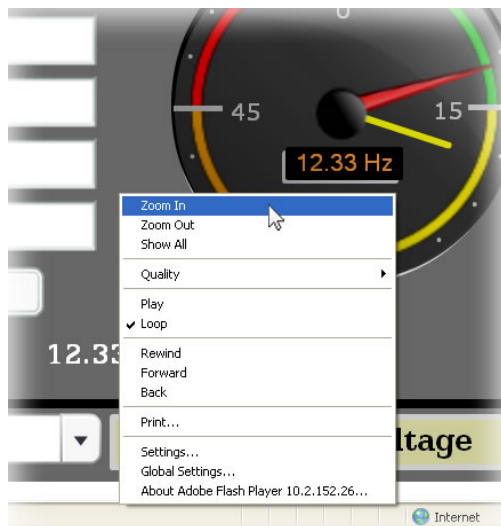 0
45
15
12.33 Hz
Zoom In
Zoom Out
Show All
Quality
Play
Loop
12.33
Rewind
Forward
Back
Print...
ltage
Settings...
Global Settings...
About Adobe Flash Player 10.2.152.26...
Internet